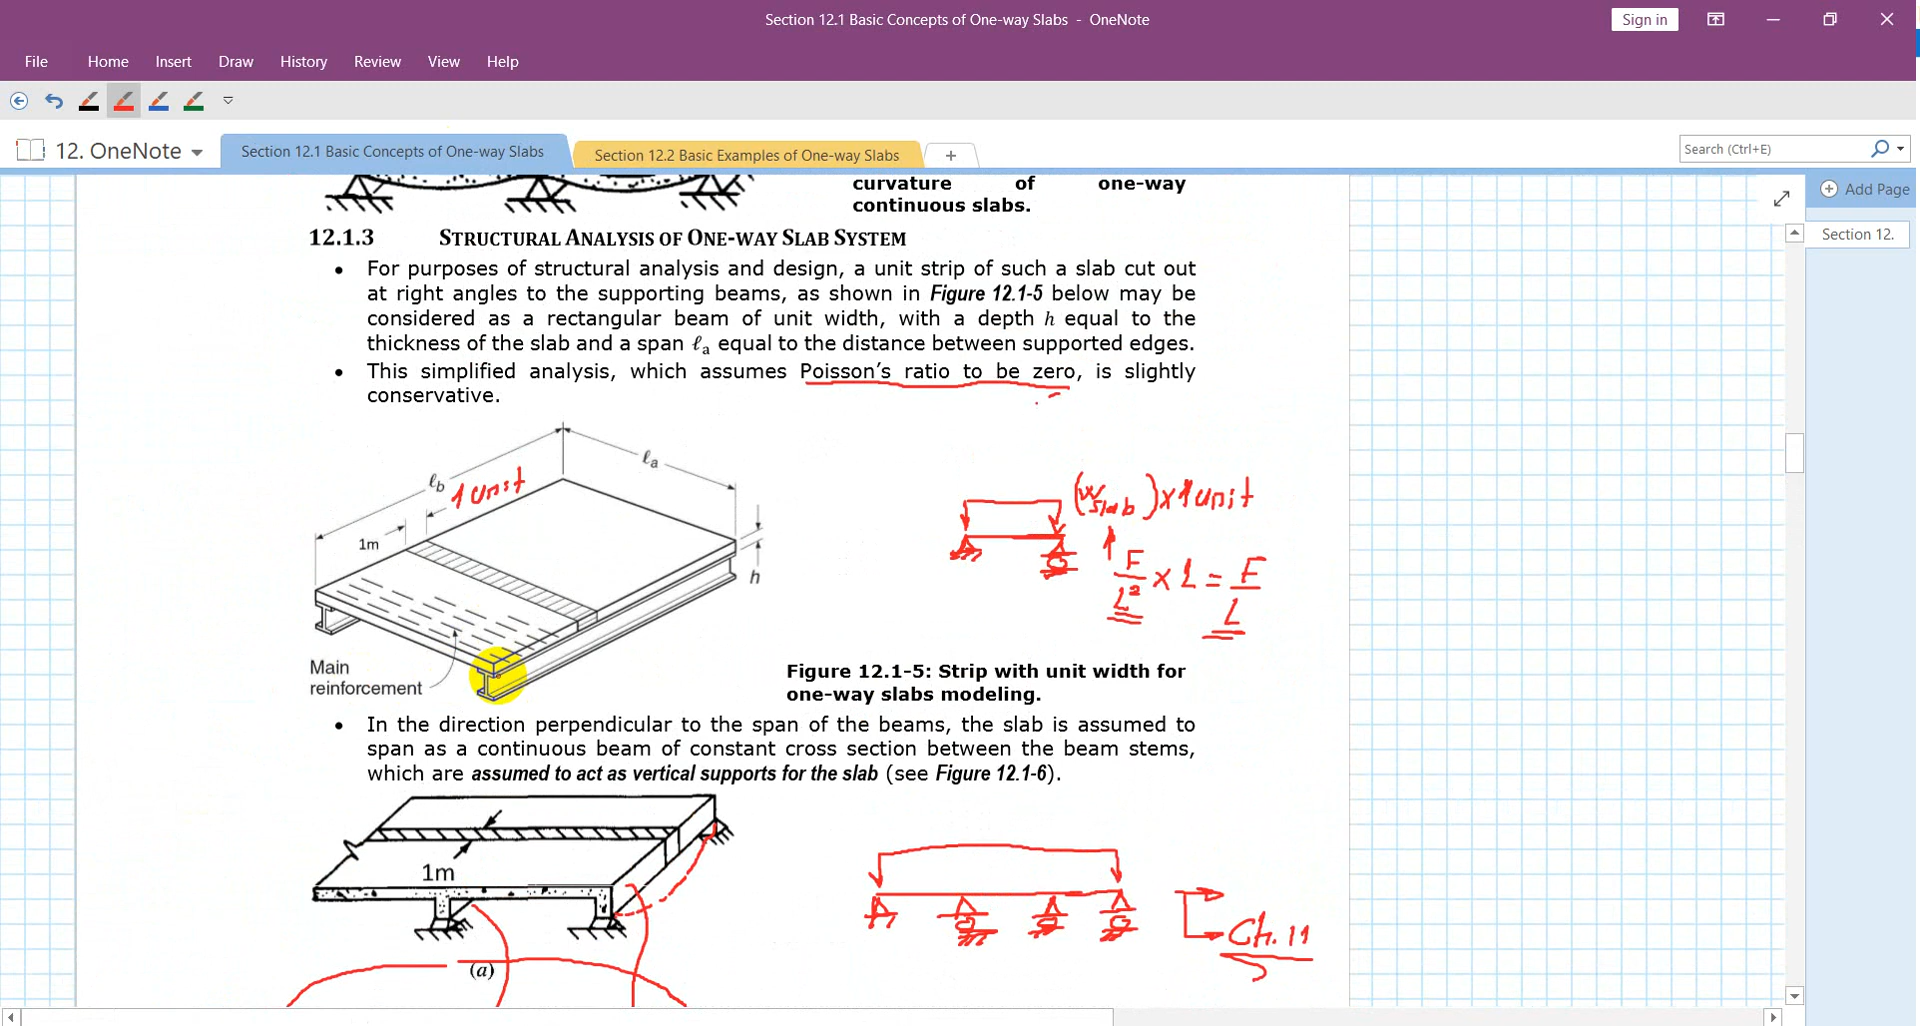 Section 12.1 Basic Concepts of One-way Slabs - OneNote
Sign in
File Home Insert Draw History Review View Help
12. OneNote
Section 12.1 Basic Concepts of One-way Slabs
Section 12.2 Basic Examples of One-way Slabs
+
Search (Ctrl+E)
Add Page
Section 12.
curvature of one-way
continuous slabs.
12.1.3 STRUCTURAL ANALYSIS OF ONE-WAY SLAB SYSTEM
• For purposes of structural analysis and design, a unit strip of such a slab cut out
at right angles to the supporting beams, as shown in Figure 12.1-5 below may be
considered as a rectangular beam of unit width, with a depth h equal to the
thickness of the slab and a span ℓa equal to the distance between supported edges.
• This simplified analysis, which assumes Poisson's ratio to be zero, is slightly
conservative.
ℓa
ℓb
1 unit
1m
h
Main
reinforcement
(Wslab) x 1 unit
F/L² x L = F/L
Figure 12.1-5: Strip with unit width for
one-way slabs modeling.
• In the direction perpendicular to the span of the beams, the slab is assumed to
span as a continuous beam of constant cross section between the beam stems,
which are assumed to act as vertical supports for the slab (see Figure 12.1-6).
1m
(a)
Ch. 11